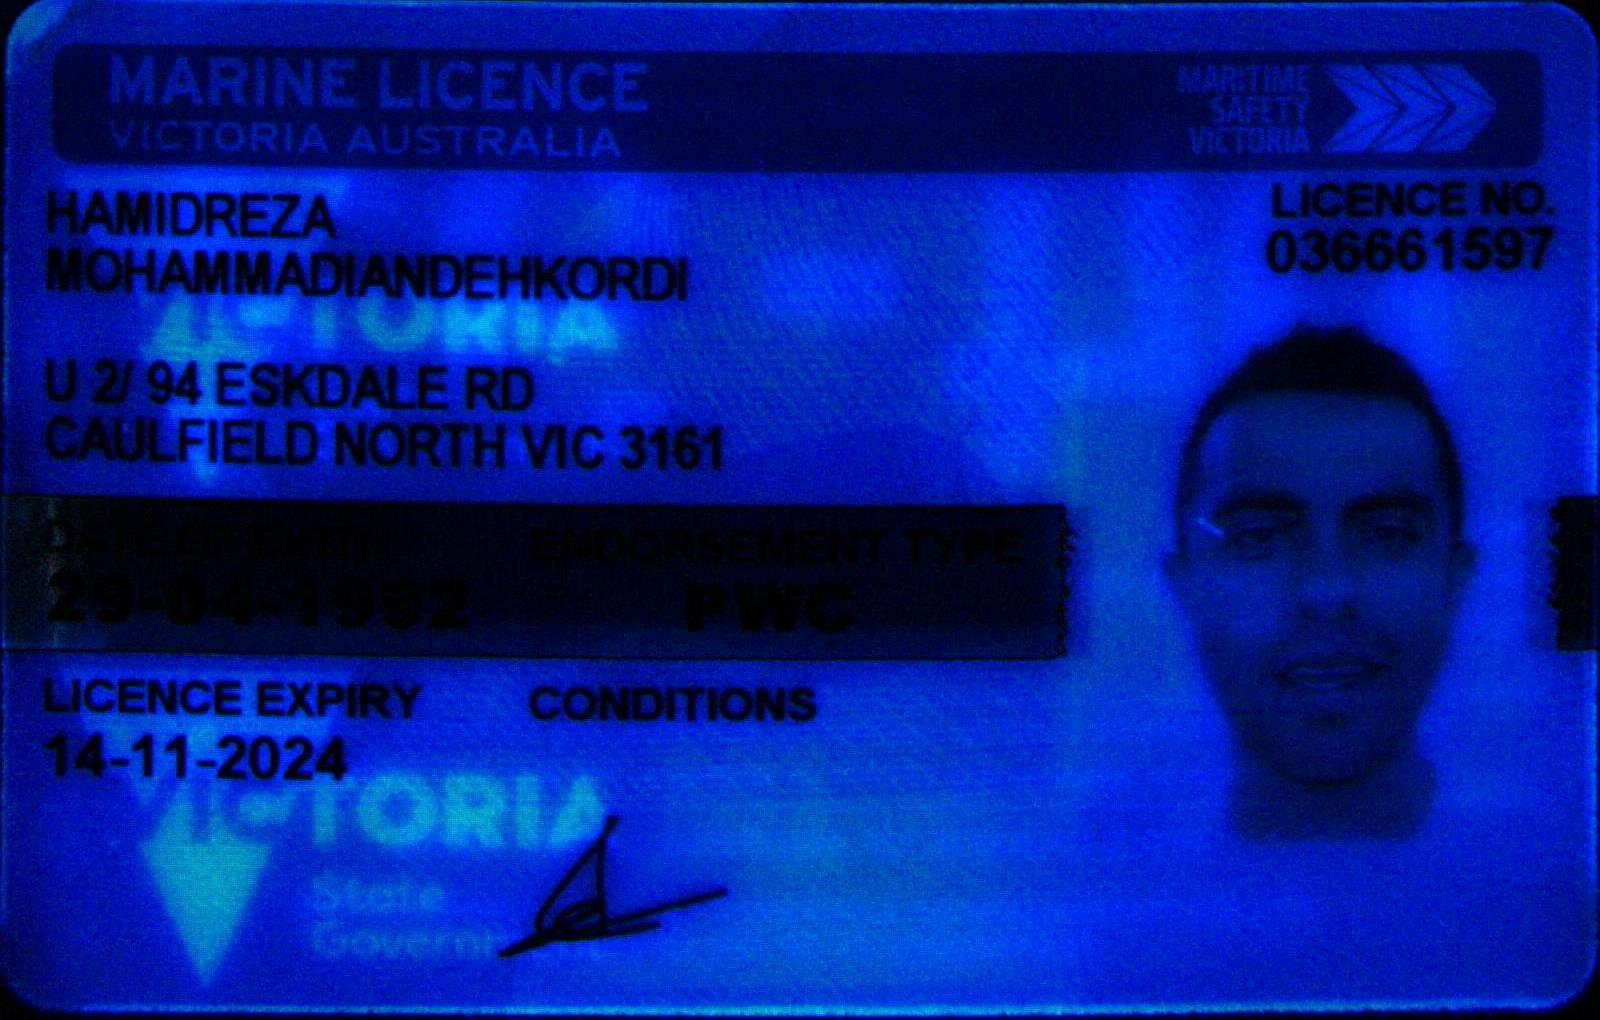 MARINE LICENCE
VICTORIA AUSTRALIA
MARITIME
SAFETY
VICTORIA
HAMIDREZA
MOHAMMADIANDEHKORDI
LICENCE NO.
036661597
VICTORIA
U 2/ 94 ESKDALE RD
CAULFIELD NORTH VIC 3161
DATE OF BIRTH
29-04-1992
ENDORSEMENT TYPE
PWC
LICENCE EXPIRY
14-11-2024
CONDITIONS
VICTORIA
State
Government